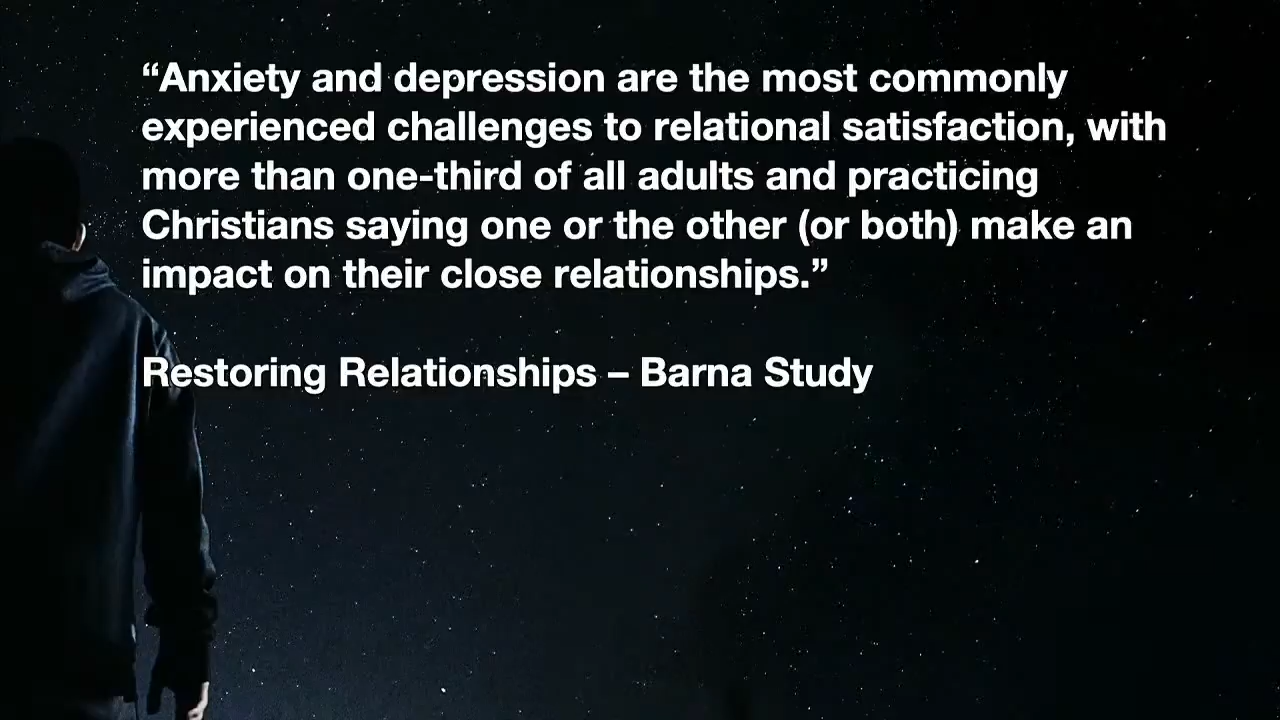 “Anxiety and depression are the most commonly
experienced challenges to relational satisfaction, with
more than one-third of all adults and practicing
Christians saying one or the other (or both) make an
impact on their close relationships.”
Restoring Relationships – Barna Study